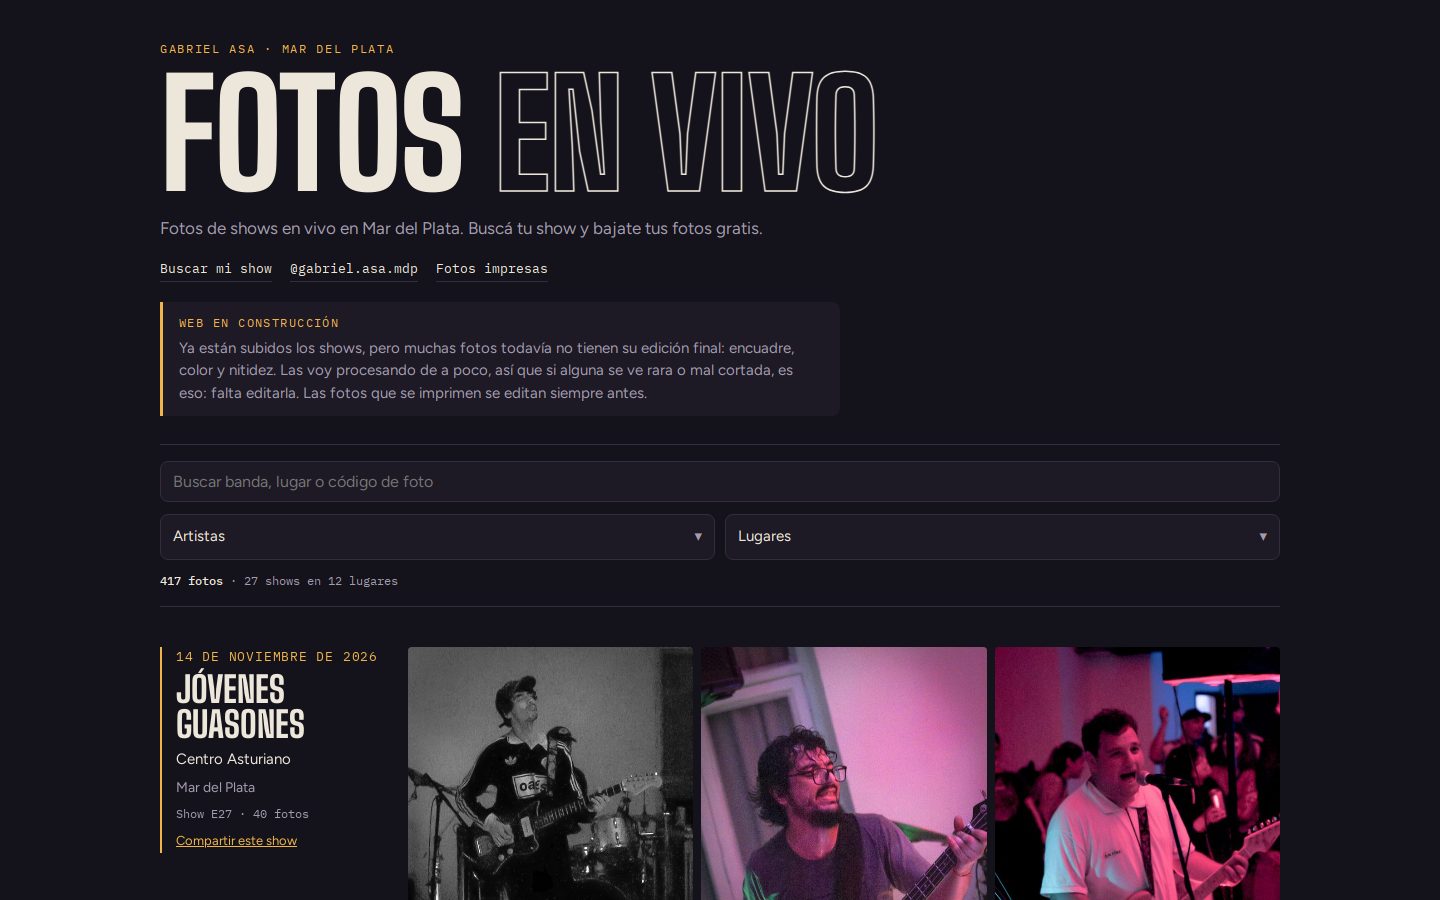 GABRIEL ASA · MAR DEL PLATA
FOTOS EN VIVO
Fotos de shows en vivo en Mar del Plata. Buscá tu show y bajate tus fotos gratis.
Buscar mi show @gabriel.asa.mdp Fotos impresas
WEB EN CONSTRUCCIÓN
Ya están subidos los shows, pero muchas fotos todavía no tienen su edición final: encuadre,
color y nitidez. Las voy procesando de a poco, así que si alguna se ve rara o mal cortada, es
eso: falta editarla. Las fotos que se imprimen se editan siempre antes.
Buscar banda, lugar o código de foto
Artistas ▾
Lugares ▾
417 fotos · 27 shows en 12 lugares
14 DE NOVIEMBRE DE 2026
JÓVENES
GUASONES
Centro Asturiano
Mar del Plata
Show E27 · 40 fotos
Compartir este show